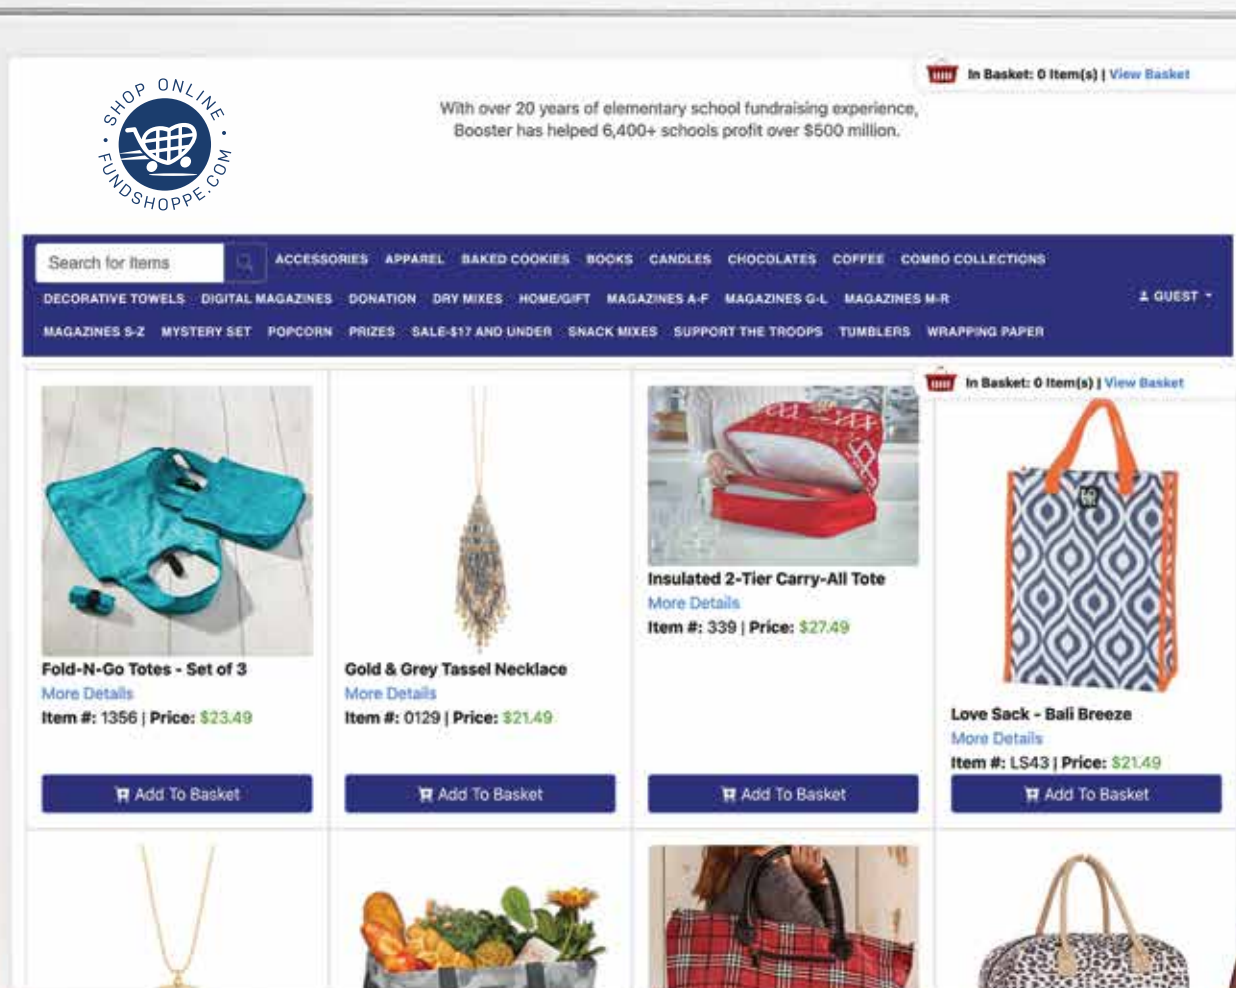 SHOP ONLINE
FUNDSHOPPE.COM
In Basket: 0 Item(s) | View Basket
With over 20 years of elementary school fundraising experience,
Booster has helped 6,400+ schools profit over $500 million.
Search for Items
ACCESSORIES APPAREL BAKED COOKIES BOOKS CANDLES CHOCOLATES COFFEE COMBO COLLECTIONS
DECORATIVE TOWELS DIGITAL MAGAZINES DONATION DRY MIXES HOME/GIFT MAGAZINES A-F MAGAZINES G-L MAGAZINES M-R
GUEST
MAGAZINES S-Z MYSTERY SET POPCORN PRIZES SALE-$17 AND UNDER SNACK MIXES SUPPORT THE TROOPS TUMBLERS WRAPPING PAPER
In Basket: 0 Item(s) | View Basket
Fold-N-Go Totes - Set of 3
More Details
Item #: 1356 | Price: $23.49
Add To Basket
Gold & Grey Tassel Necklace
More Details
Item #: 0129 | Price: $21.49
Add To Basket
Insulated 2-Tier Carry-All Tote
More Details
Item #: 339 | Price: $27.49
Add To Basket
Love Sack - Bali Breeze
More Details
Item #: LS43 | Price: $21.49
Add To Basket